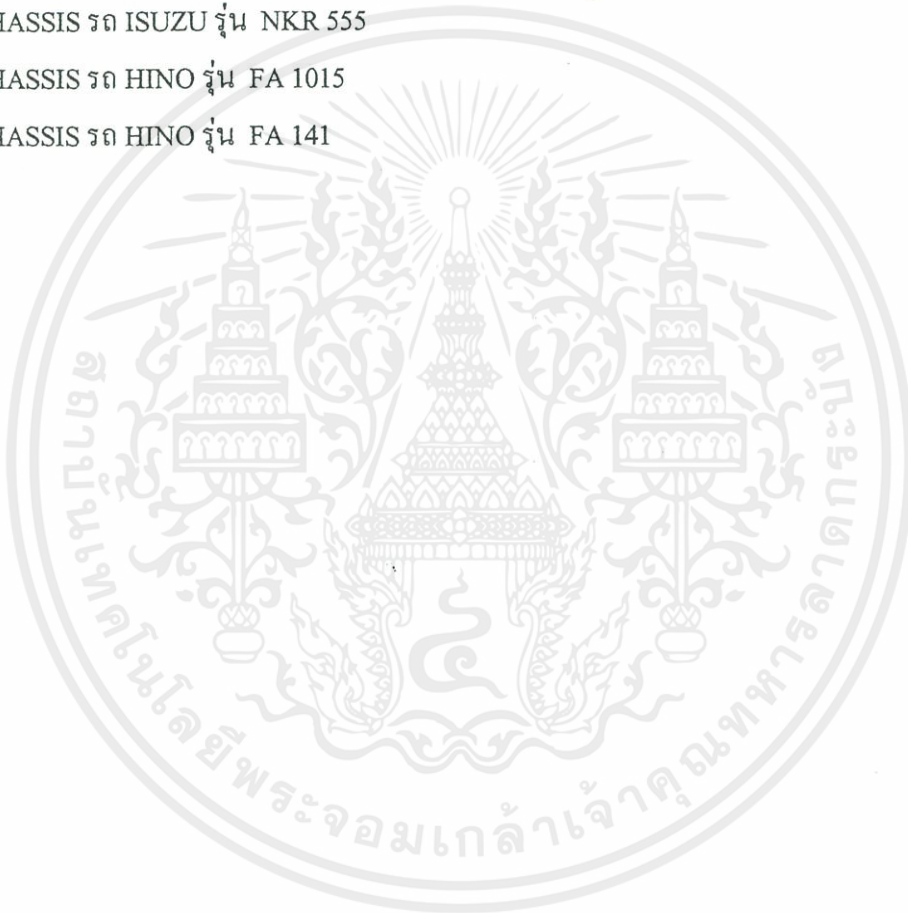 HASSIS รถ ISUZU รุ่น NKR 555
HASSIS รถ HINO รุ่น FA 1015
HASSIS รถ HINO รุ่น FA 141
สถาบันเทคโนโลยีพระจอมเกล้าเจ้าคุณทหารลาดกระบัง